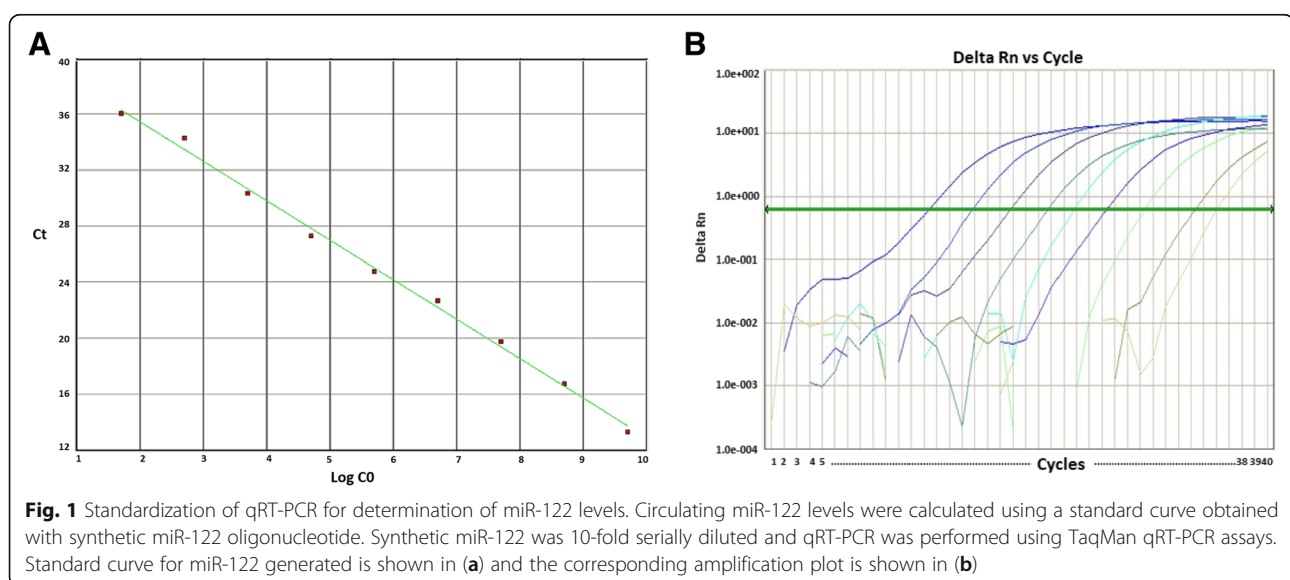 A
40
36
32
28
24
20
16
12
Ct
1 2 3 4 5 6 7 8 9 10
Log C0
B
Delta Rn vs Cycle
1.0e+002
1.0e+001
1.0e+000
1.0e-001
1.0e-002
1.0e-003
1.0e-004
Delta Rn
1 2 3 4 5 Cycles 38 39 40
Fig. 1 Standardization of qRT-PCR for determination of miR-122 levels. Circulating miR-122 levels were calculated using a standard curve obtained
with synthetic miR-122 oligonucleotide. Synthetic miR-122 was 10-fold serially diluted and qRT-PCR was performed using TaqMan qRT-PCR assays.
Standard curve for miR-122 generated is shown in (a) and the corresponding amplification plot is shown in (b)